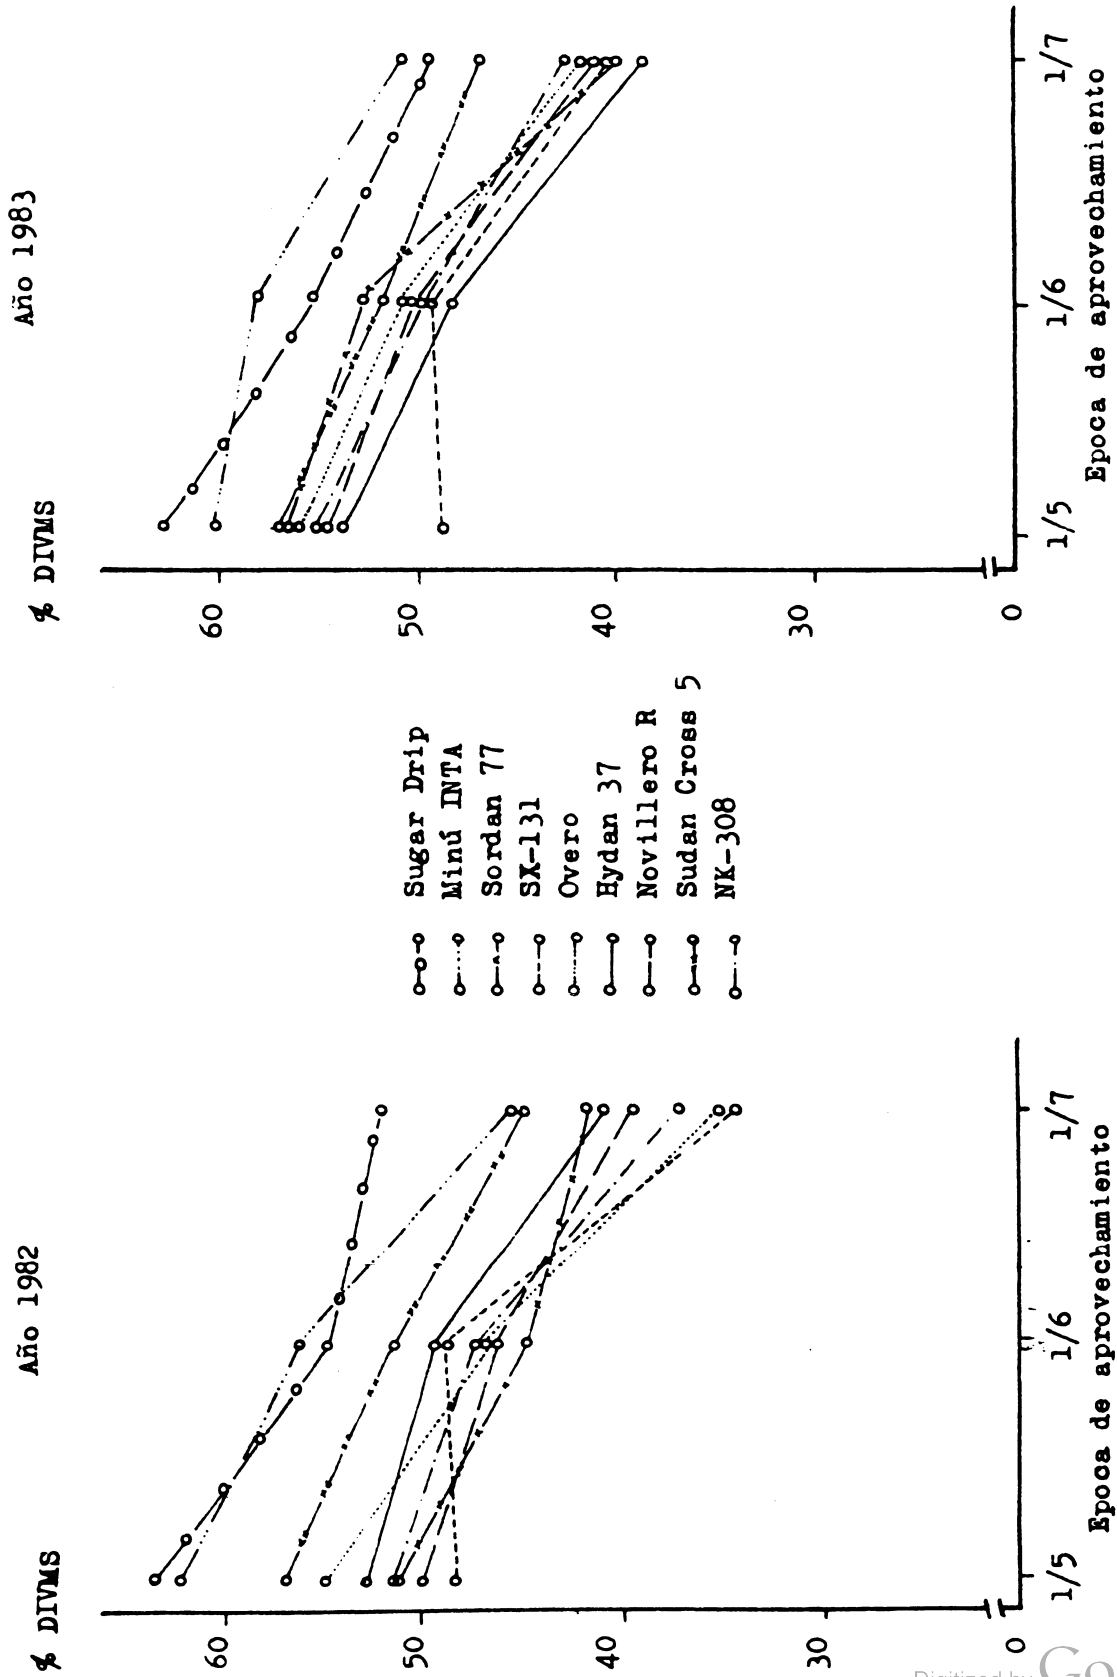 Año 1982
% DIVMS
60
50
40
30
0
1/5
1/6
1/7
Epoca de aprovechamiento
Sugar Drip
Minú INTA
Sordan 77
SX-131
Overo
Hydan 37
Novillero R
Sudan Cross 5
NK-308
Año 1983
% DIVMS
60
50
40
30
0
1/5
1/6
1/7
Epoca de aprovechamiento